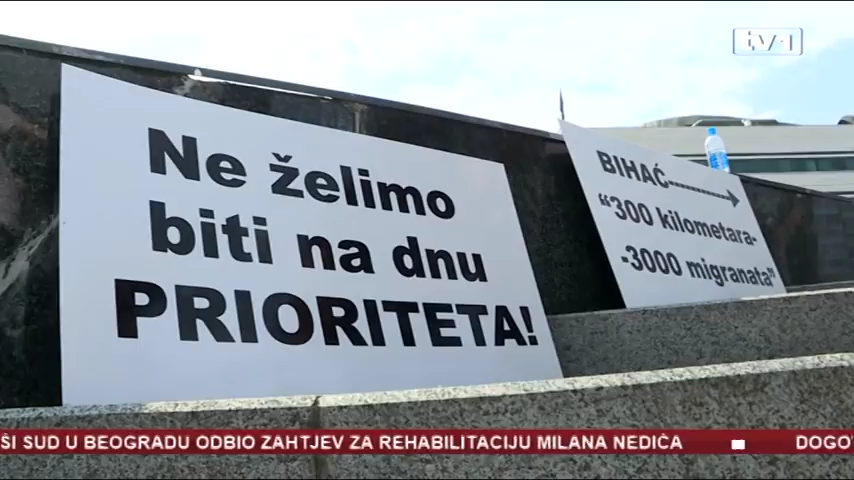 tv1
Ne želimo
biti na dnu
PRIORITETA!
BIHAĆ
“300 kilometara-
-3000 migranata”
ŠI SUD U BEOGRADU ODBIO ZAHTJEV ZA REHABILITACIJU MILANA NEDIĆA
DOGO